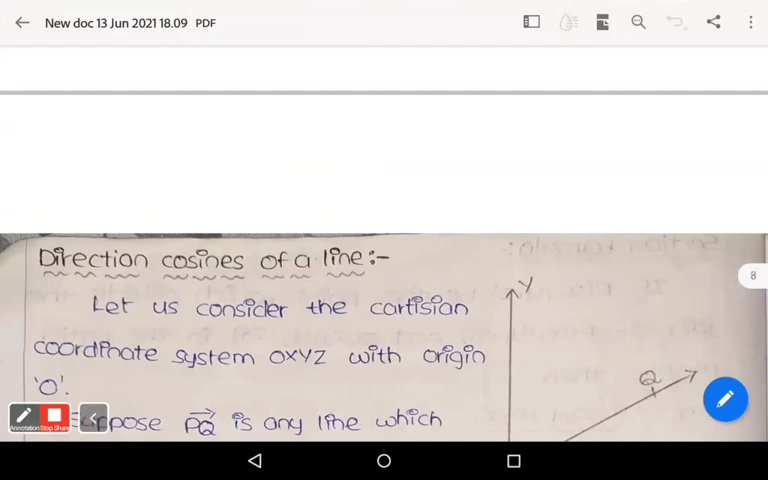 New doc 13 Jun 2021 18.09 PDF
8
Direction cosines of a line:-
Let us consider the cartisian
coordinate system OXYZ with origin
'O'.
Suppose PQ is any line which
Y
Q
Annotation Stop Share